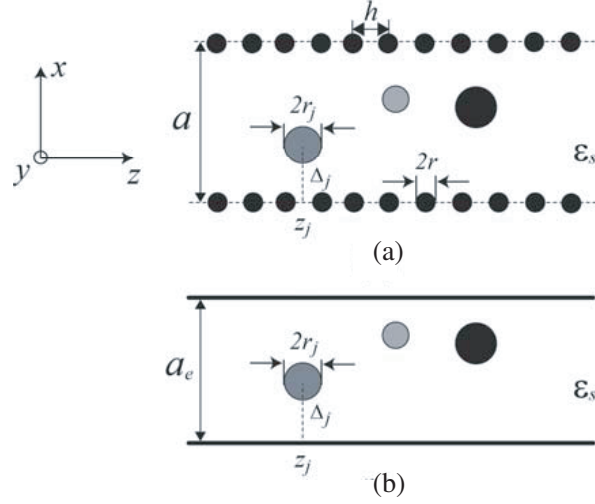 h
x
a
2r_j
ε_s
2r
Δ_j
y
z
z_j
(a)
2r_j
a_e
Δ_j
ε_s
z_j
(b)